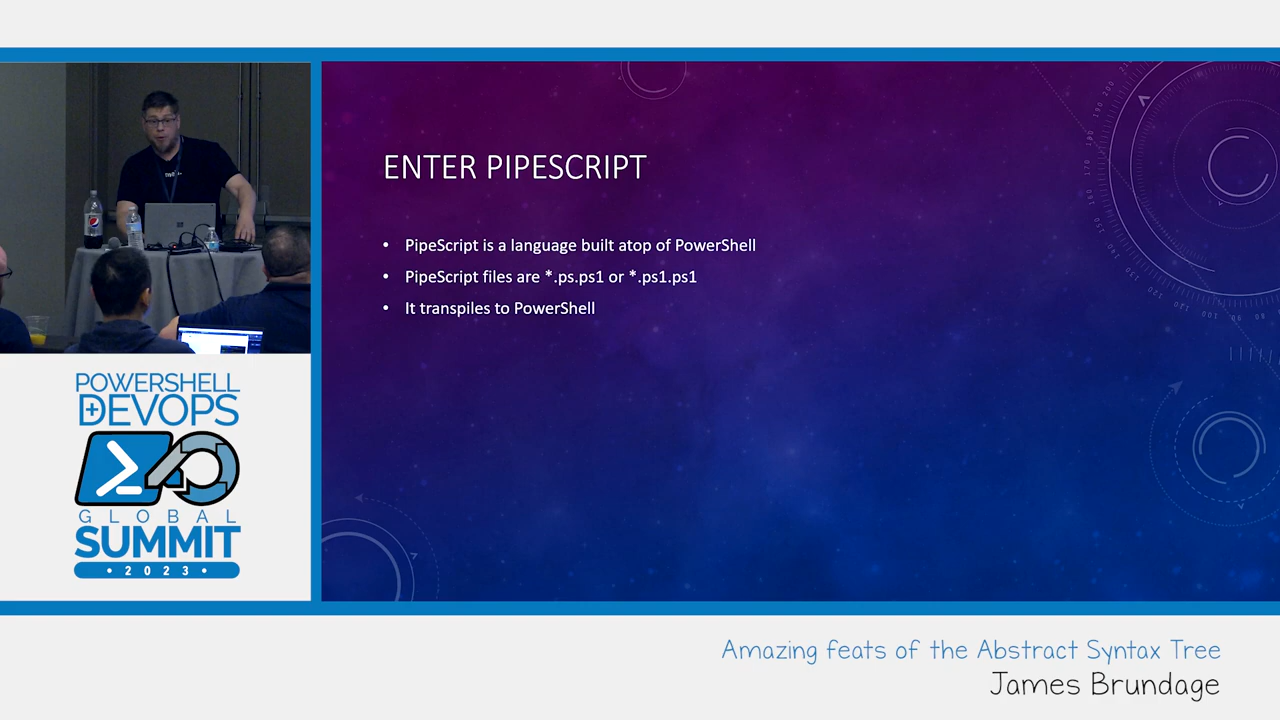 ENTER PIPESCRIPT
• PipeScript is a language built atop of PowerShell
• PipeScript files are *.ps.ps1 or *.ps1.ps1
• It transpiles to PowerShell
POWERSHELL
+DEVOPS
GLOBAL
SUMMIT
• 2023 •
Amazing feats of the Abstract Syntax Tree
James Brundage